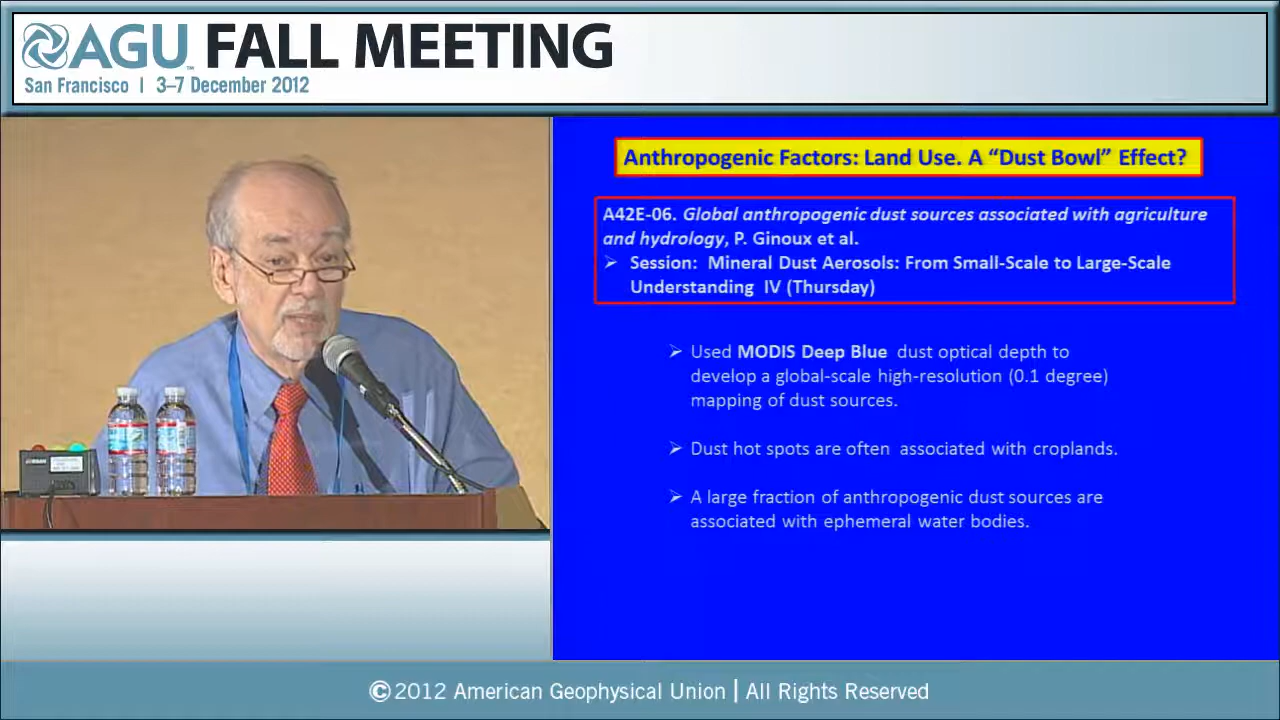 AGU FALL MEETING
San Francisco | 3–7 December 2012
Anthropogenic Factors: Land Use. A “Dust Bowl” Effect?
A42E-06. Global anthropogenic dust sources associated with agriculture
and hydrology, P. Ginoux et al.
➢ Session: Mineral Dust Aerosols: From Small-Scale to Large-Scale
Understanding IV (Thursday)
➢ Used MODIS Deep Blue dust optical depth to
develop a global-scale high-resolution (0.1 degree)
mapping of dust sources.
➢ Dust hot spots are often associated with croplands.
➢ A large fraction of anthropogenic dust sources are
associated with ephemeral water bodies.
©2012 American Geophysical Union | All Rights Reserved